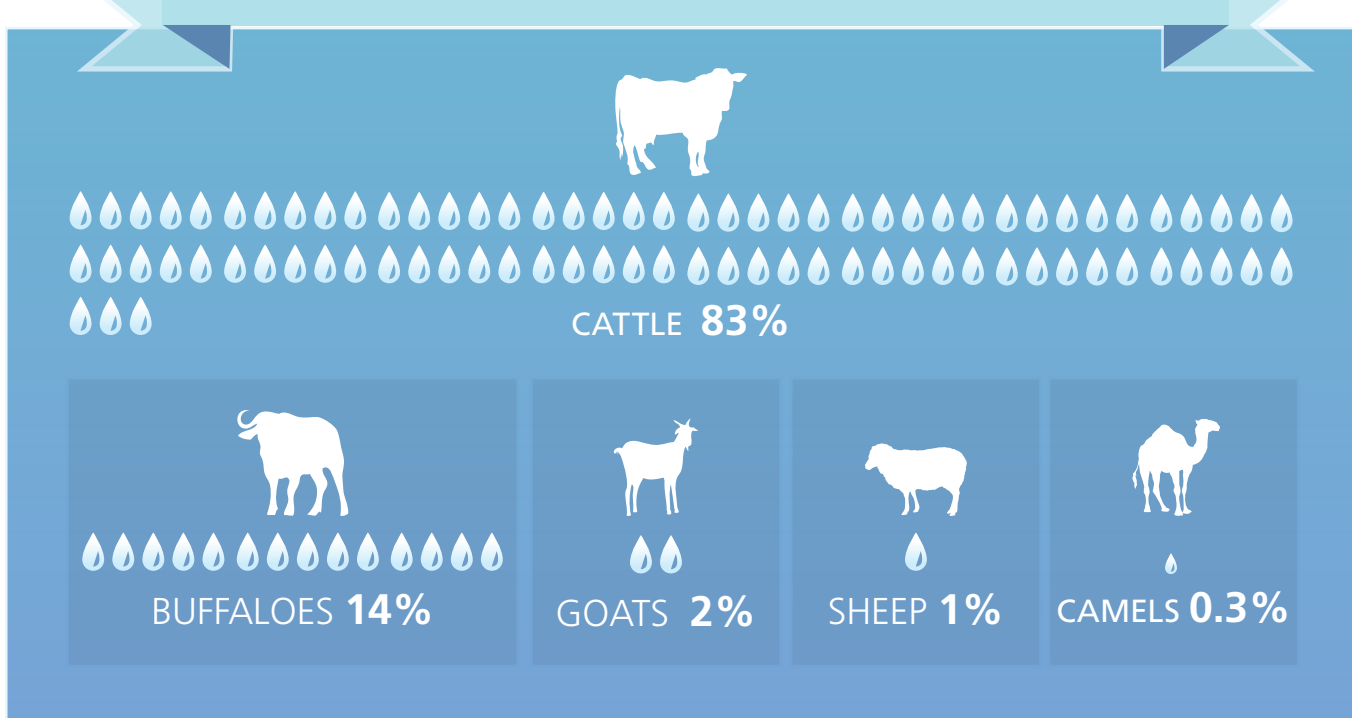 CATTLE 83%
BUFFALOES 14%
GOATS 2%
SHEEP 1%
CAMELS 0.3%